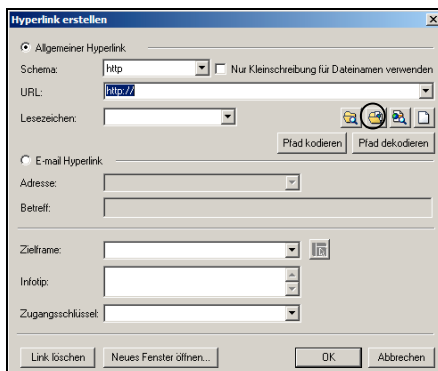 Hyperlink erstellen
Allgemeiner Hyperlink
Schema: http Nur Kleinschreibung für Dateinamen verwenden
URL: http://
Lesezeichen:
Pfad kodieren Pfad dekodieren
E-mail Hyperlink
Adresse:
Betreff:
Zielframe:
Infotip:
Zugangsschlüssel:
Link löschen Neues Fenster öffnen... OK Abbrechen